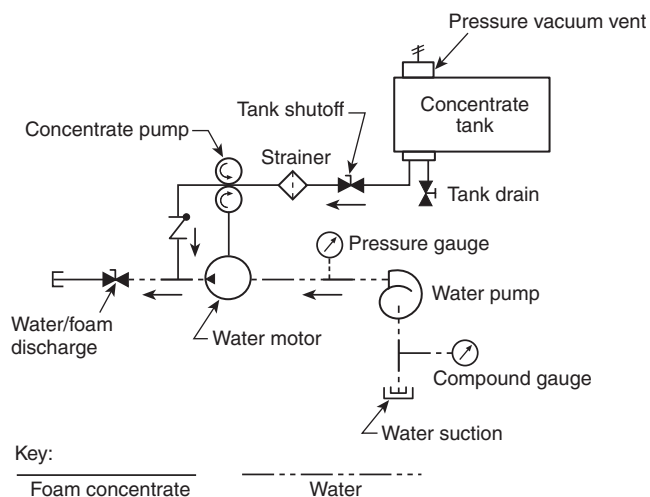 Pressure vacuum vent
Tank shutoff
Concentrate
tank
Concentrate pump
Strainer
Tank drain
Pressure gauge
Water pump
Water/foam
discharge
Water motor
Compound gauge
Water suction
Key:
Foam concentrate
Water